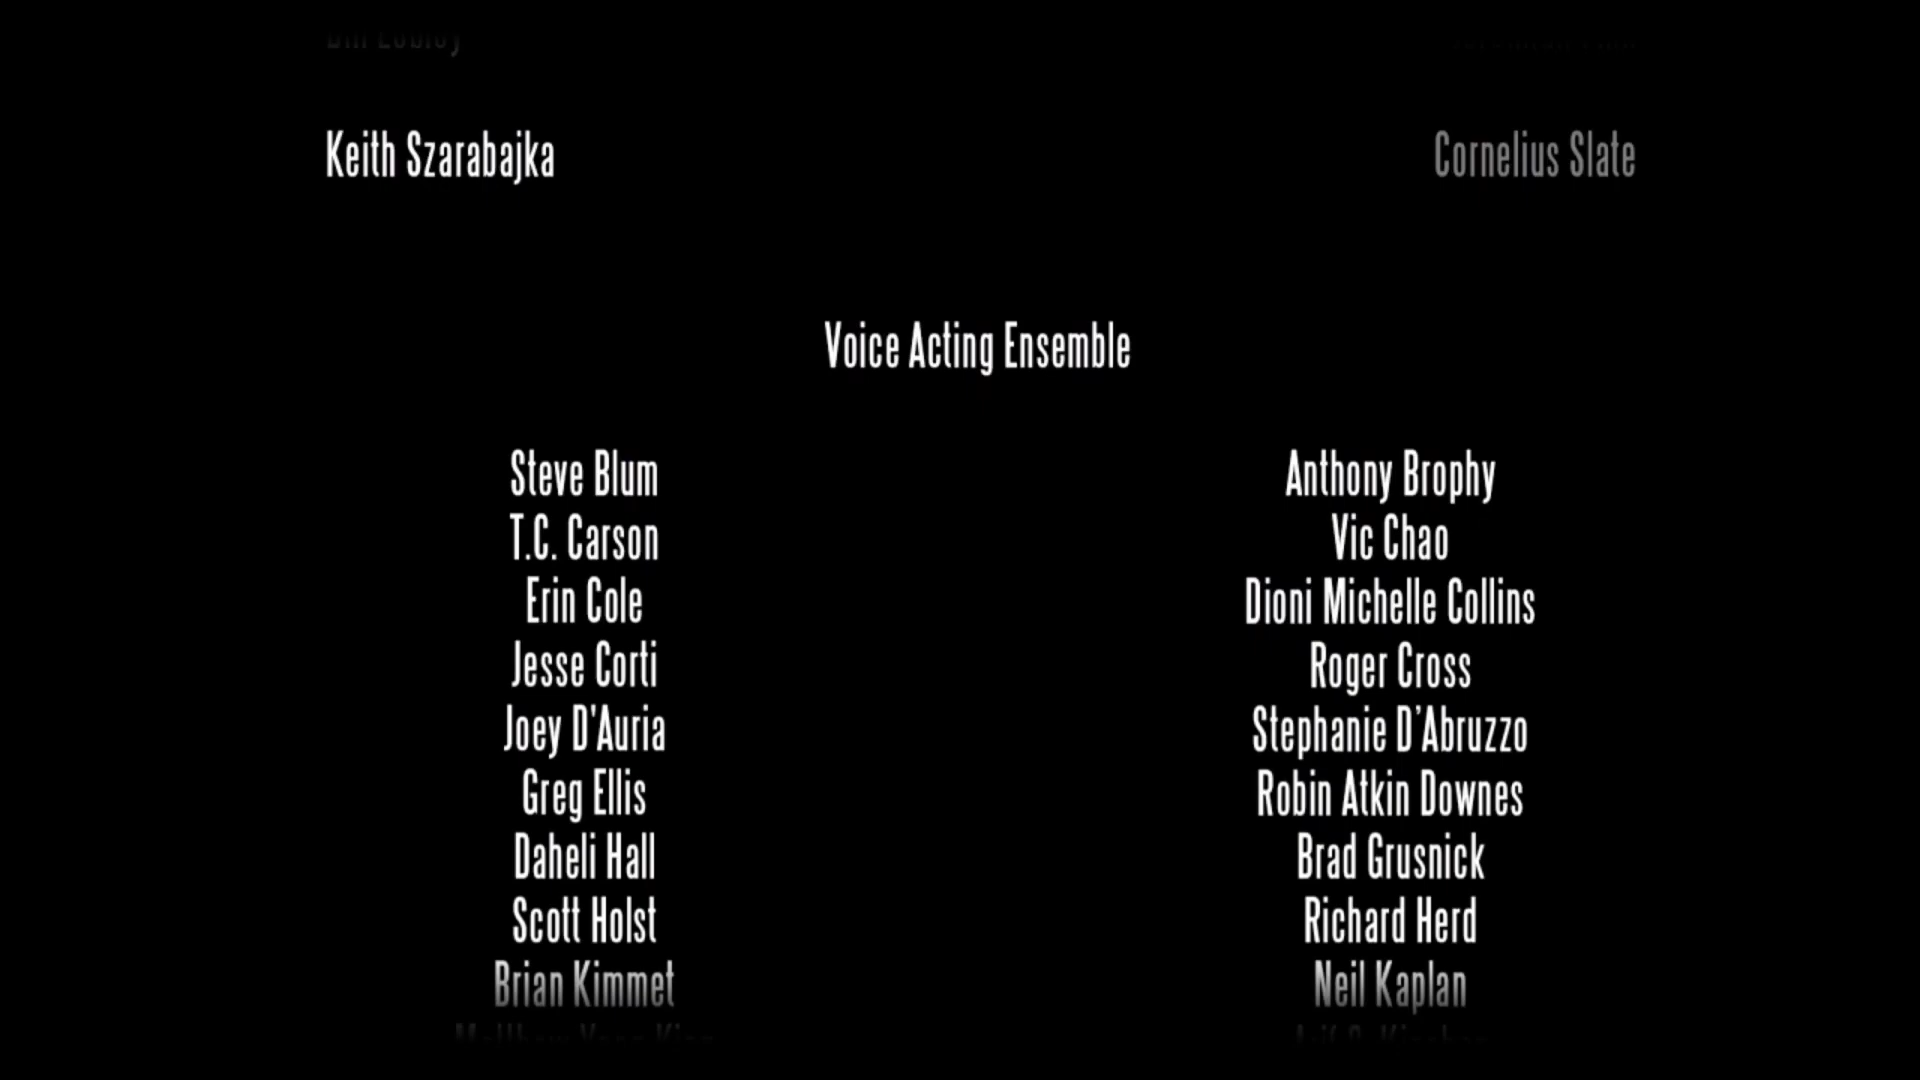 Keith Szarabajka Cornelius Slate
Voice Acting Ensemble
Steve Blum Anthony Brophy
T.C. Carson Vic Chao
Erin Cole Dioni Michelle Collins
Jesse Corti Roger Cross
Joey D'Auria Stephanie D’Abruzzo
Greg Ellis Robin Atkin Downes
Daheli Hall Brad Grusnick
Scott Holst Richard Herd
Brian Kimmet Neil Kaplan